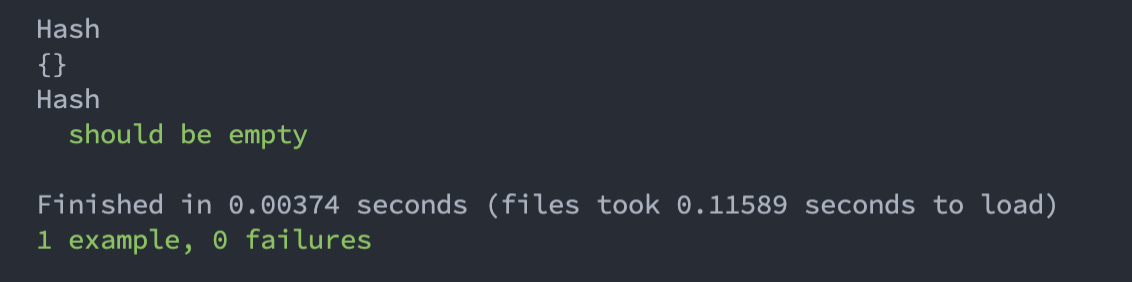 Hash
{}
Hash
should be empty
Finished in 0.00374 seconds (files took 0.11589 seconds to load)
1 example, 0 failures